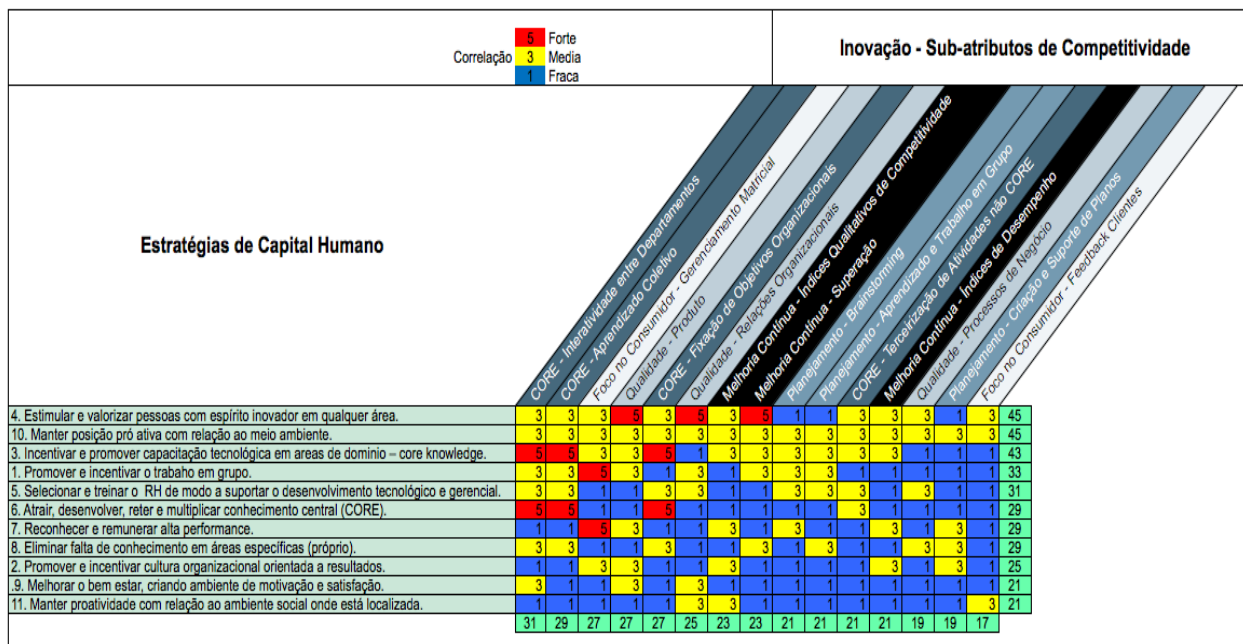 5 Forte
Correlação 3 Media
1 Fraca
Inovação - Sub-atributos de Competitividade
Estratégias de Capital Humano
CORE - Interatividade entre Departamentos
CORE - Aprendizado Coletivo
Foco no Consumidor - Gerenciamento Matricial
Qualidade - Produto
CORE - Fixação de Objetivos Organizacionais
Qualidade - Relações Organizacionais
Melhoria Contínua - Índices Qualitativos de Competitividade
Melhoria Contínua - Superação
Planejamento - Brainstorming
Planejamento - Aprendizado e Trabalho em Grupo
CORE - Terceirização de Atividades não CORE
Melhoria Contínua - Índices de Desempenho
Qualidade - Processos de Negócio
Planejamento - Criação e Suporte de Planos
Foco no Consumidor - Feedback Clientes
4. Estimular e valorizar pessoas com espírito inovador em qualquer área. 3 3 3 5 3 5 3 5 1 1 3 3 3 1 3 45
10. Manter posição pró ativa com relação ao meio ambiente. 3 3 3 3 3 3 3 3 3 3 3 3 3 3 3 45
3. Incentivar e promover capacitação tecnológica em areas de dominio – core knowledge. 5 5 3 3 5 1 3 3 3 3 3 3 1 1 1 43
1. Promover e incentivar o trabaho em grupo. 3 3 5 3 1 3 1 3 3 3 1 1 1 1 1 33
5. Selecionar e treinar o RH de modo a suportar o desenvolvimento tecnológico e gerencial. 3 3 1 1 3 3 1 1 3 3 3 1 3 1 1 31
6. Atrair, desenvolver, reter e multiplicar conhecimento central (CORE). 5 5 1 1 5 1 1 1 1 1 3 1 1 1 1 29
7. Reconhecer e remunerar alta performance. 1 1 5 3 1 1 3 1 3 1 1 3 1 3 1 29
8. Eliminar falta de conhecimento em áreas específicas (próprio). 3 3 1 1 3 1 1 3 1 3 1 1 3 3 1 29
2. Promover e incentivar cultura organizacional orientada a resultados. 1 1 3 3 1 1 3 1 1 1 1 3 1 3 1 25
.9. Melhorar o bem estar, criando ambiente de motivação e satisfação. 3 1 1 3 1 3 1 1 1 1 1 1 1 1 1 21
11. Manter proatividade com relação ao ambiente social onde está localizada. 1 1 1 1 1 3 3 1 1 1 1 1 1 1 3 21
31 29 27 27 27 25 23 23 21 21 21 21 19 19 17